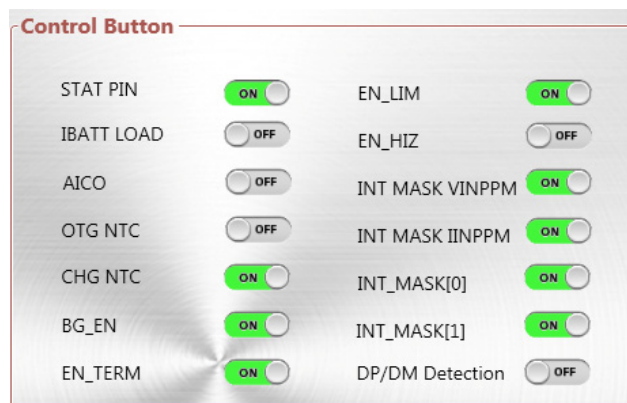 Control Button
STAT PIN ON
IBATT LOAD OFF
AICO OFF
OTG NTC OFF
CHG NTC ON
BG_EN ON
EN_TERM ON
EN_LIM ON
EN_HIZ OFF
INT MASK VINPPM ON
INT MASK IINPPM ON
INT_MASK[0] ON
INT_MASK[1] ON
DP/DM Detection OFF